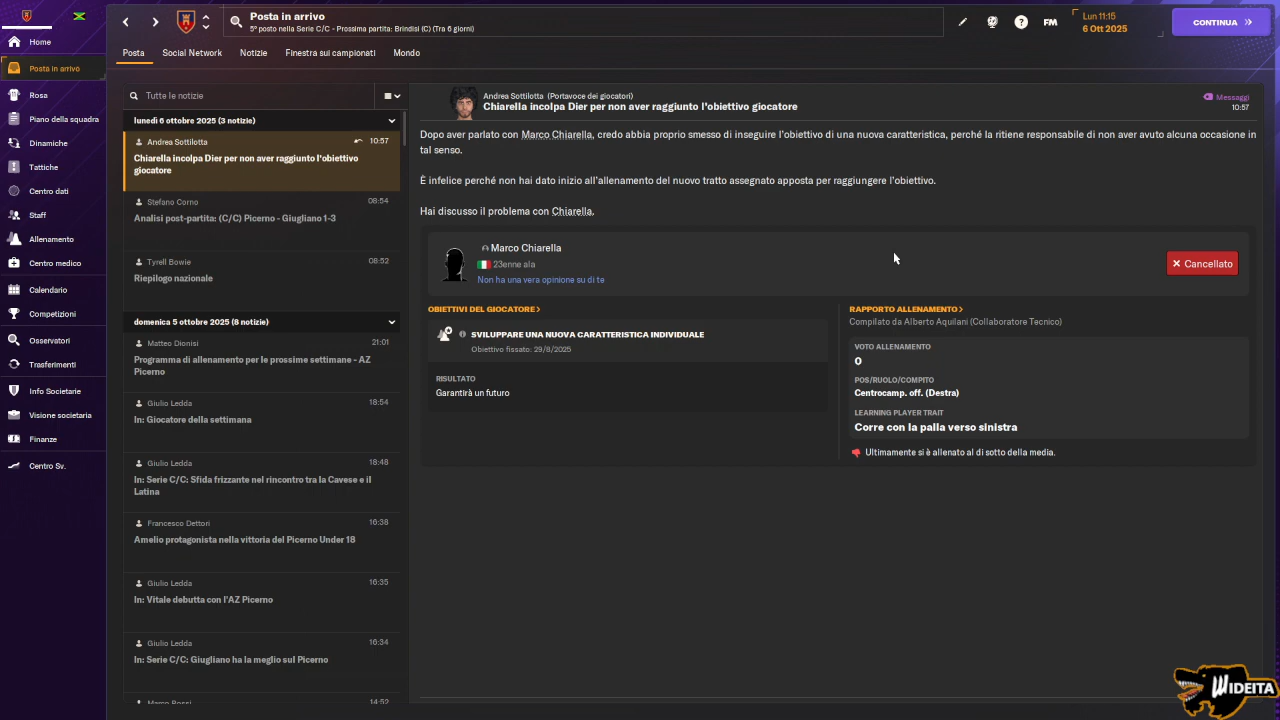 Posta in arrivo
5° posto nella Serie C/C - Prossima partita: Brindisi (C) (Tra 6 giorni)
FM
Lun 11:15
6 Ott 2025
CONTINUA
Home
Posta in arrivo
Rosa
Piano della squadra
Dinamiche
Tattiche
Centro dati
Staff
Allenamento
Centro medico
Calendario
Competizioni
Osservatori
Trasferimenti
Info Societarie
Visione societaria
Finanze
Centro Sv.
Posta
Social Network
Notizie
Finestra sui campionati
Mondo
Tutte le notizie
lunedì 6 ottobre 2025 (3 notizie)
Andrea Sottilotta
10:57
Chiarella incolpa Dier per non aver raggiunto l'obiettivo
giocatore
Stefano Corno
08:54
Analisi post-partita: (C/C) Picerno - Giugliano 1-3
Tyrell Bowie
08:52
Riepilogo nazionale
domenica 5 ottobre 2025 (8 notizie)
Matteo Dionisi
21:01
Programma di allenamento per le prossime settimane - AZ
Picerno
Giulio Ledda
18:54
In: Giocatore della settimana
Giulio Ledda
18:48
In: Serie C/C: Sfida frizzante nel rincontro tra la Cavese e il
Latina
Francesco Dettori
16:38
Amelio protagonista nella vittoria del Picerno Under 18
Giulio Ledda
16:35
In: Vitale debutta con l'AZ Picerno
Giulio Ledda
16:34
In: Serie C/C: Giugliano ha la meglio sul Picerno
Marco Rossi
14:52
Andrea Sottilotta (Portavoce dei giocatori)
Chiarella incolpa Dier per non aver raggiunto l'obiettivo giocatore
Messaggi
10:57
Dopo aver parlato con Marco Chiarella, credo abbia proprio smesso di inseguire l'obiettivo di una nuova caratteristica, perché la ritiene responsabile di non aver avuto alcuna occasione in
tal senso.
È infelice perché non hai dato inizio all'allenamento del nuovo tratto assegnato apposta per raggiungere l'obiettivo.
Hai discusso il problema con Chiarella.
Marco Chiarella
23enne ala
Non ha una vera opinione su di te
Cancellato
OBIETTIVI DEL GIOCATORE
SVILUPPARE UNA NUOVA CARATTERISTICA INDIVIDUALE
Obiettivo fissato: 29/8/2025
RISULTATO
Garantirà un futuro
RAPPORTO ALLENAMENTO
Compilato da Alberto Aquilani (Collaboratore Tecnico)
VOTO ALLENAMENTO
0
POS/RUOLO/COMPITO
Centrocamp. off. (Destra)
LEARNING PLAYER TRAIT
Corre con la palla verso sinistra
Ultimamente si è allenato al di sotto della media.
WIDEITA